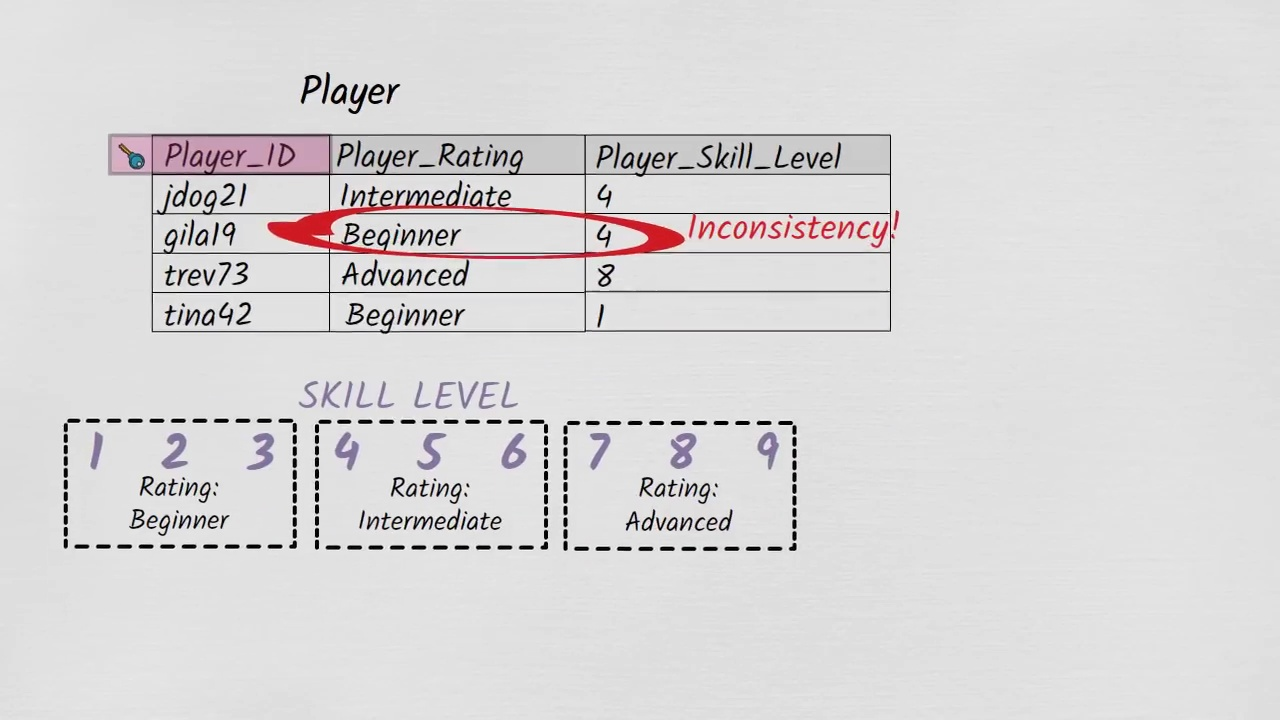 Player
Player_ID Player_Rating Player_Skill_Level
jdog21 Intermediate 4
gila19 Beginner 4 Inconsistency!
trev73 Advanced 8
tina42 Beginner 1
SKILL LEVEL
1 2 3 4 5 6 7 8 9
Rating: Rating: Rating:
Beginner Intermediate Advanced